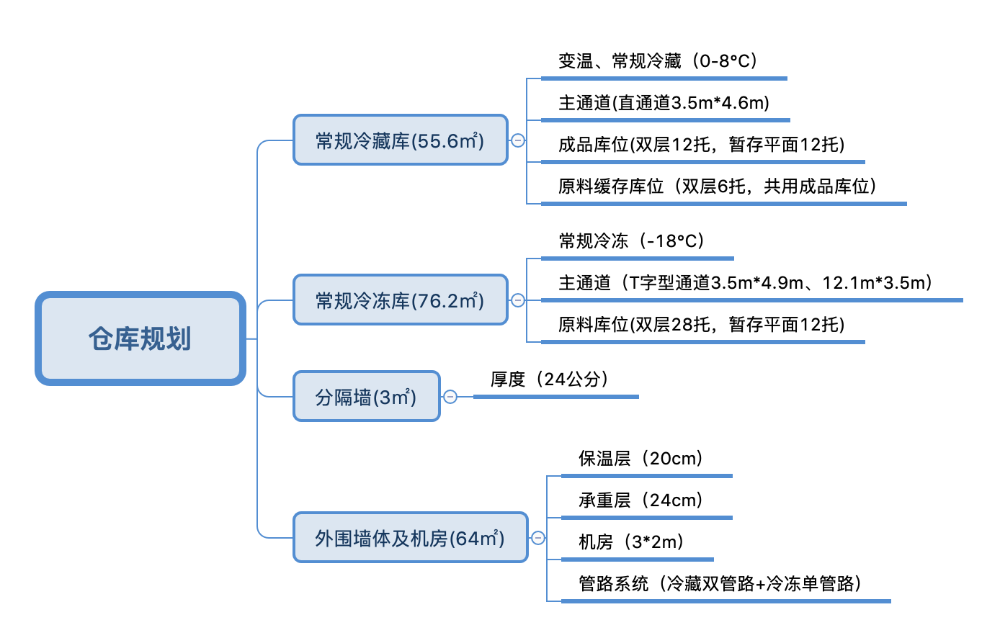 仓库规划
常规冷藏库(55.6㎡)
变温、常规冷藏（0-8°C）
主通道(直通道3.5m*4.6m)
成品库位(双层12托，暂存平面12托)
原料缓存库位（双层6托，共用成品库位）
常规冷冻库(76.2㎡)
常规冷冻（-18°C）
主通道（T字型通道3.5m*4.9m、12.1m*3.5m）
原料库位(双层28托，暂存平面12托)
分隔墙(3㎡)
厚度（24公分）
外围墙体及机房(64㎡)
保温层（20cm）
承重层（24cm）
机房（3*2m）
管路系统（冷藏双管路+冷冻单管路）